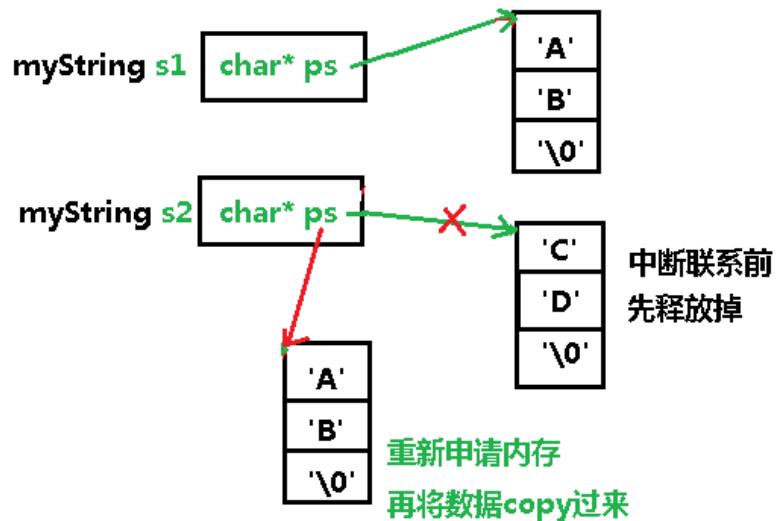 myString s1
char* ps
'A'
'B'
'\0'
myString s2
char* ps
'C'
'D'
'\0'
中断联系前
先释放掉
'A'
'B'
'\0'
重新申请内存
再将数据copy过来